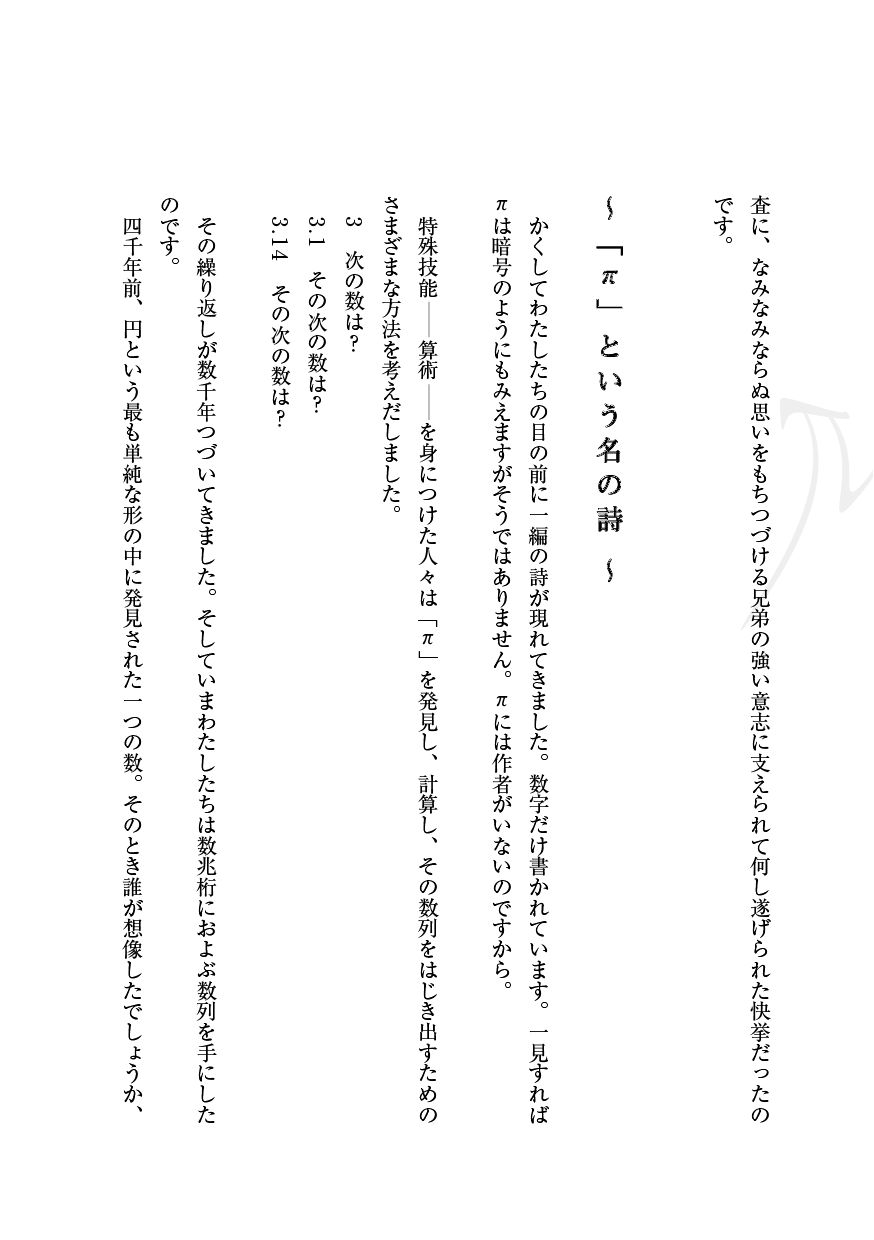 査に、なみなみならぬ思いをもちつづける兄弟の強い意志に支えられて何し遂げられた快挙だったの
です。
～「π」という名の詩～
かくしてわたしたちの目の前に一編の詩が現れてきました。数字だけ書かれています。一見すれば
πは暗号のようにもみえますがそうではありません。πには作者がいないのですから。
特殊技能――算術――を身につけた人々は「π」を発見し、計算し、その数列をはじき出すための
さまざまな方法を考えだしました。
3　次の数は？
3.1　その次の数は？
3.14　その次の数は？
その繰り返しが数千年つづいてきました。そしていまわたしたちは数兆桁におよぶ数列を手にした
のです。
四千年前、円という最も単純な形の中に発見された一つの数。そのとき誰が想像したでしょうか、
π